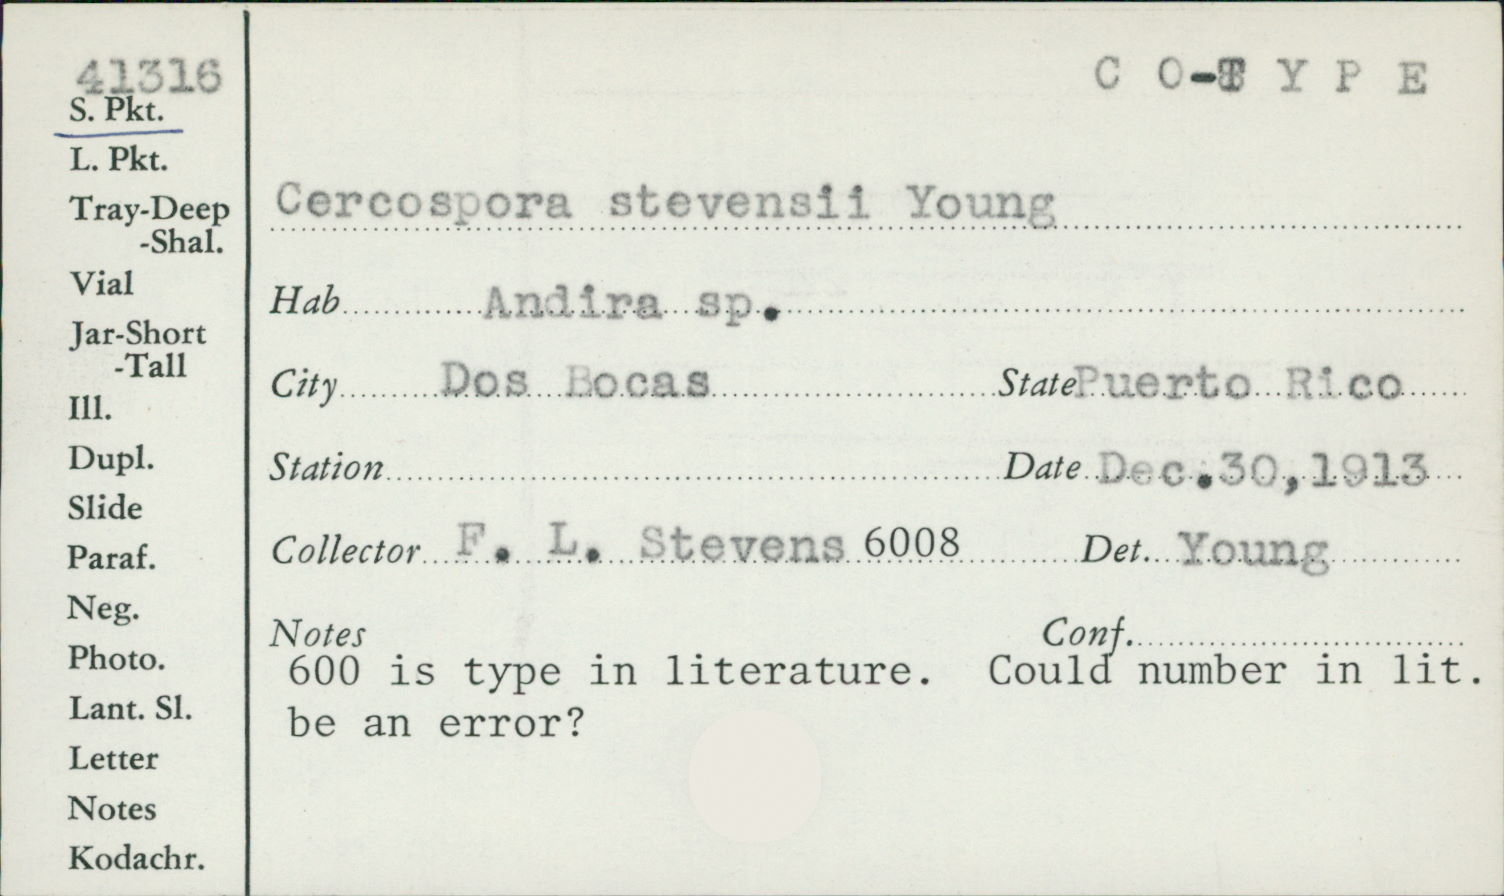 41316
S. Pkt.
L. Pkt.
Tray-Deep
-Shal.
Vial
Jar-Short
-Tall
Ill.
Dupl.
Slide
Paraf.
Neg.
Photo.
Lant. Sl.
Letter
Notes
Kodachr.
C O-T Y P E
Cercospora stevensii Young
Hab Andira sp.
City Dos Bocas State Puerto Rico
Station Date Dec.30,1913
Collector F. L. Stevens 6008 Det. Young
Notes Conf.
600 is type in literature. Could number in lit.
be an error?